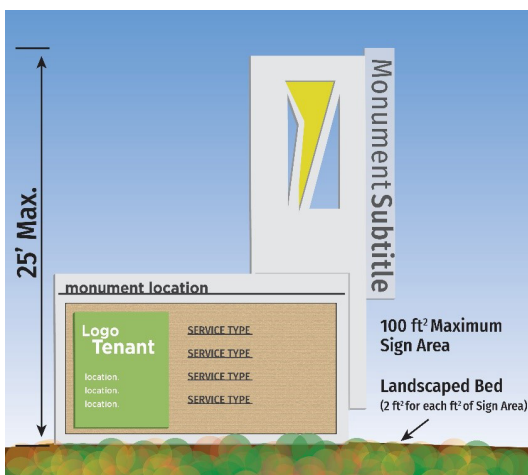 25' Max.
Monument Subtitle
monument location
Logo
Tenant
location.
location.
location.
SERVICE TYPE
SERVICE TYPE
SERVICE TYPE
SERVICE TYPE
100 ft² Maximum
Sign Area
Landscaped Bed
(2 ft² for each ft² of Sign Area)